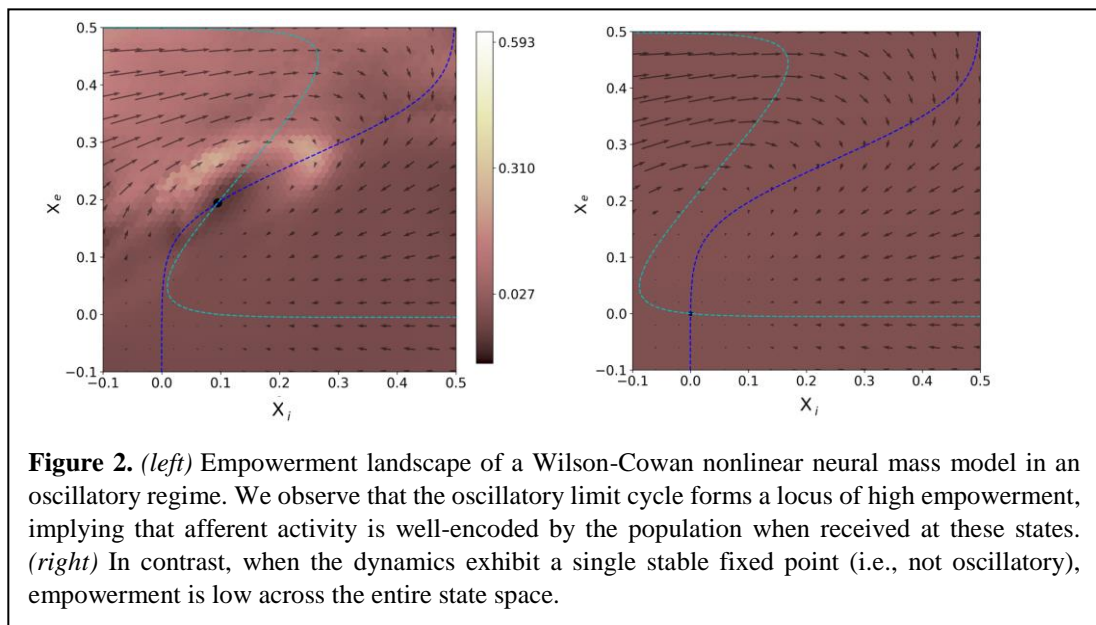 0.5
0.4
0.3
0.2
0.1
0.0
−0.1
X e
−0.1 0.0 0.1 0.2 0.3 0.4 0.5
X i
0.593
0.310
0.027
0.5
0.4
0.3
0.2
0.1
0.0
−0.1
X e
−0.1 0.0 0.1 0.2 0.3 0.4 0.5
X i
Figure 2. (left) Empowerment landscape of a Wilson-Cowan nonlinear neural mass model in an
oscillatory regime. We observe that the oscillatory limit cycle forms a locus of high empowerment,
implying that afferent activity is well-encoded by the population when received at these states.
(right) In contrast, when the dynamics exhibit a single stable fixed point (i.e., not oscillatory),
empowerment is low across the entire state space.